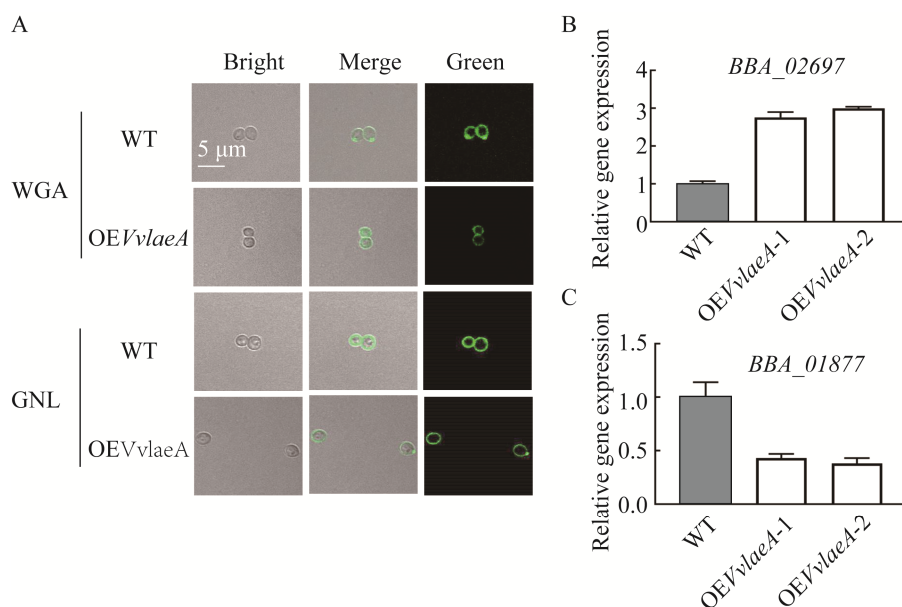 A
Bright Merge Green
WGA
WT
5 μm
OEVvlaeA
GNL
WT
OEVvlaeA
B
BBA_02697
Relative gene expression
4
3
2
1
0
WT
OEVvlaeA-1
OEVvlaeA-2
C
BBA_01877
Relative gene expression
1.5
1.0
0.5
0.0
WT
OEVvlaeA-1
OEVvlaeA-2